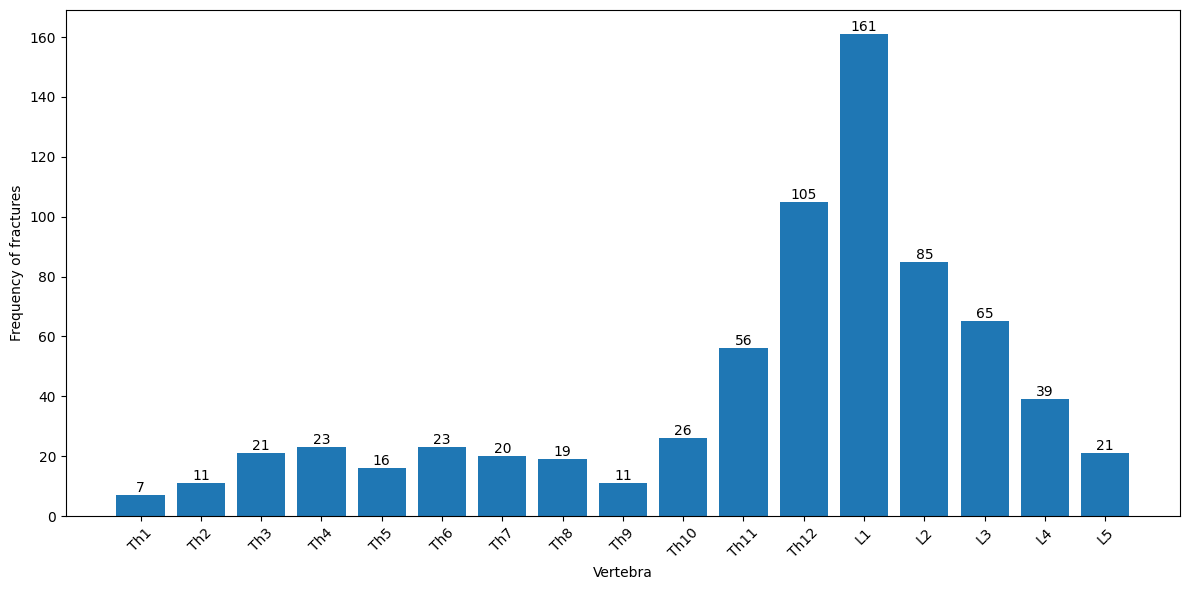 Frequency of fractures
160
140
120
100
80
60
40
20
0
7
11
21
23
16
23
20
19
11
26
56
105
161
85
65
39
21
Th1
Th2
Th3
Th4
Th5
Th6
Th7
Th8
Th9
Th10
Th11
Th12
L1
L2
L3
L4
L5
Vertebra